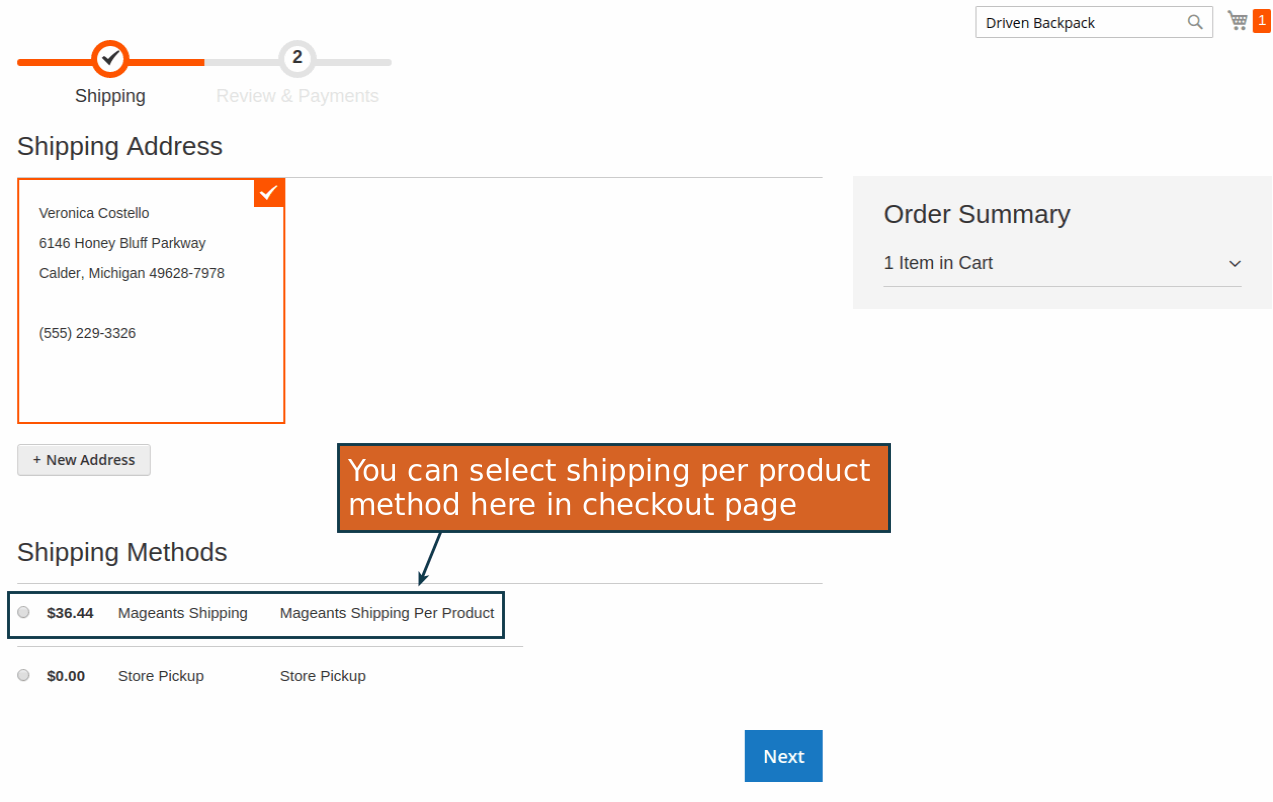 Driven Backpack
1
2
Shipping
Review & Payments
Shipping Address
Veronica Costello
6146 Honey Bluff Parkway
Calder, Michigan 49628-7978
(555) 229-3326
+ New Address
Order Summary
1 Item in Cart
You can select shipping per product
method here in checkout page
Shipping Methods
$36.44 Mageants Shipping Mageants Shipping Per Product
$0.00 Store Pickup Store Pickup
Next